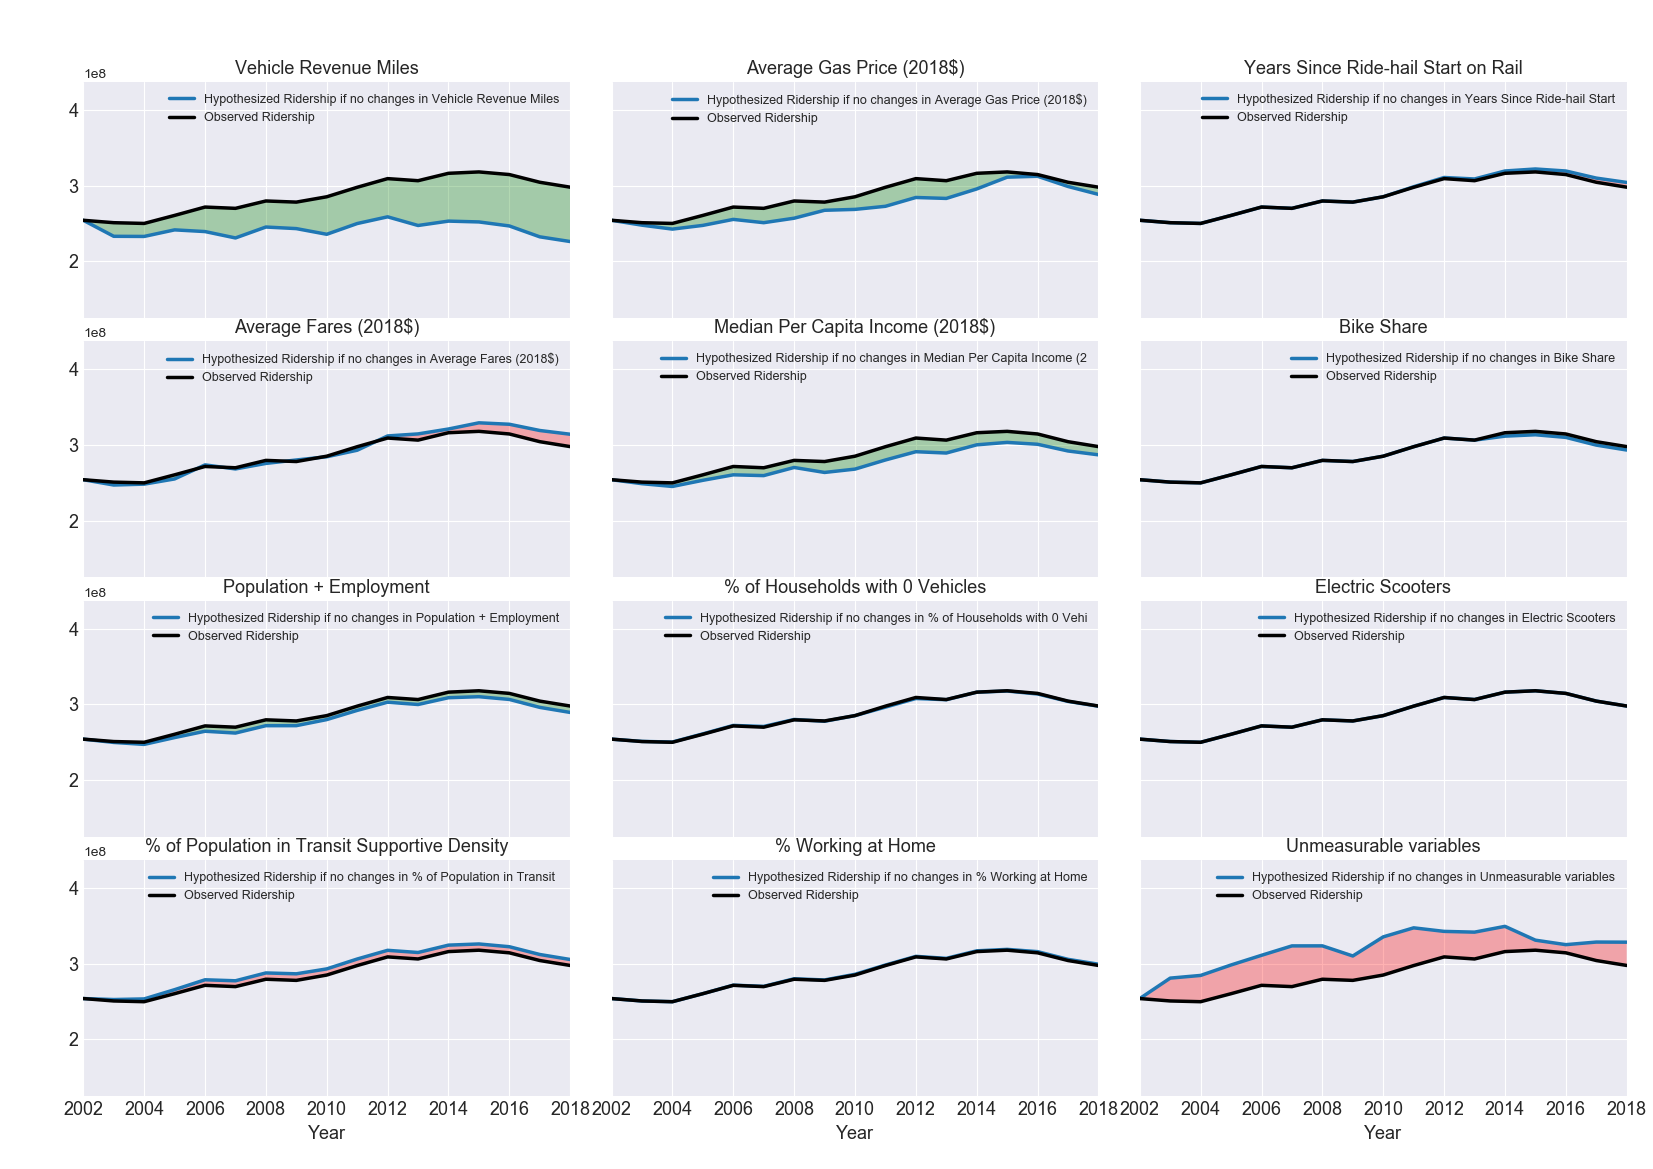 Vehicle Revenue Miles
1e8
Hypothesized Ridership if no changes in Vehicle Revenue Miles
Observed Ridership
4
3
2
Average Gas Price (2018$)
Hypothesized Ridership if no changes in Average Gas Price (2018$)
Observed Ridership
Years Since Ride-hail Start on Rail
Hypothesized Ridership if no changes in Years Since Ride-hail Start
Observed Ridership
Average Fares (2018$)
1e8
Hypothesized Ridership if no changes in Average Fares (2018$)
Observed Ridership
4
3
2
Median Per Capita Income (2018$)
Hypothesized Ridership if no changes in Median Per Capita Income (2
Observed Ridership
Bike Share
Hypothesized Ridership if no changes in Bike Share
Observed Ridership
Population + Employment
1e8
Hypothesized Ridership if no changes in Population + Employment
Observed Ridership
4
3
2
% of Households with 0 Vehicles
Hypothesized Ridership if no changes in % of Households with 0 Vehi
Observed Ridership
Electric Scooters
Hypothesized Ridership if no changes in Electric Scooters
Observed Ridership
% of Population in Transit Supportive Density
1e8
Hypothesized Ridership if no changes in % of Population in Transit
Observed Ridership
4
3
2
2002 2004 2006 2008 2010 2012 2014 2016 2018
Year
% Working at Home
Hypothesized Ridership if no changes in % Working at Home
Observed Ridership
2002 2004 2006 2008 2010 2012 2014 2016 2018
Year
Unmeasurable variables
Hypothesized Ridership if no changes in Unmeasurable variables
Observed Ridership
2002 2004 2006 2008 2010 2012 2014 2016 2018
Year